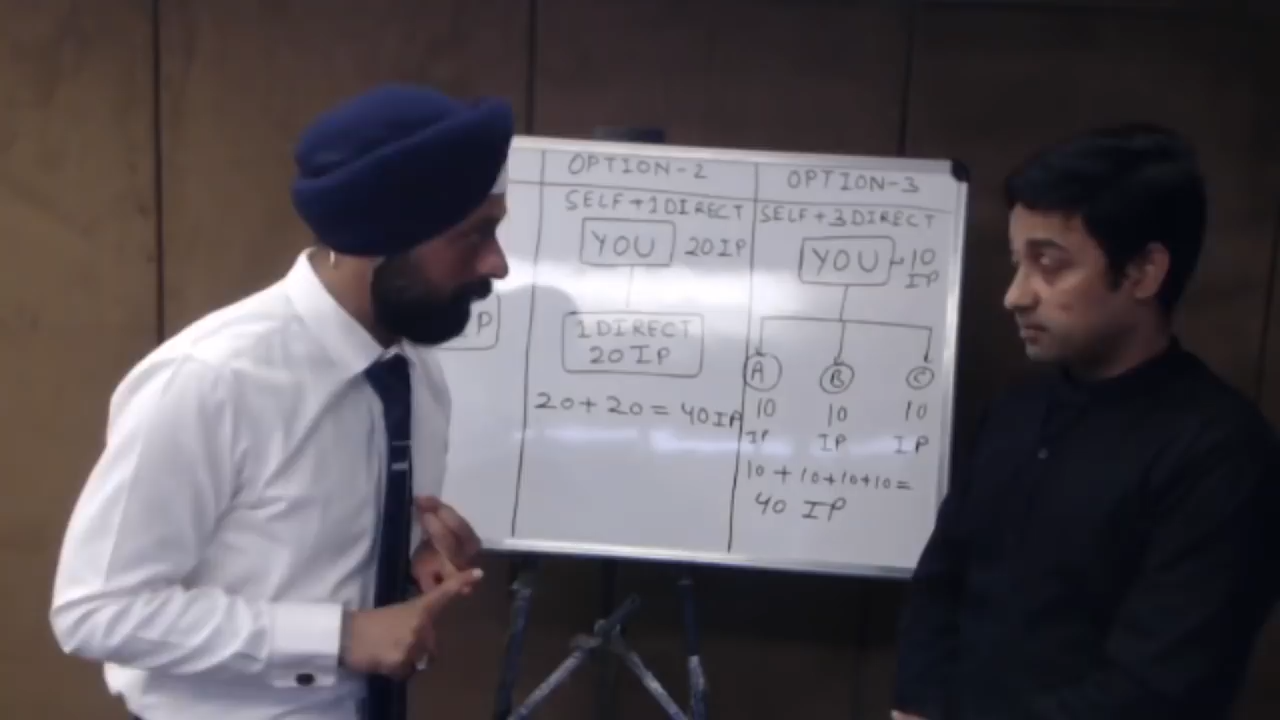 P
OPTION-2
SELF+1DIRECT
YOU 20IP
1DIRECT
20IP
20+20=40IP
OPTION-3
SELF+3DIRECT
YOU -10
IP
A B C
10 10 10
IP IP IP
10+10+10+10=
40 IP